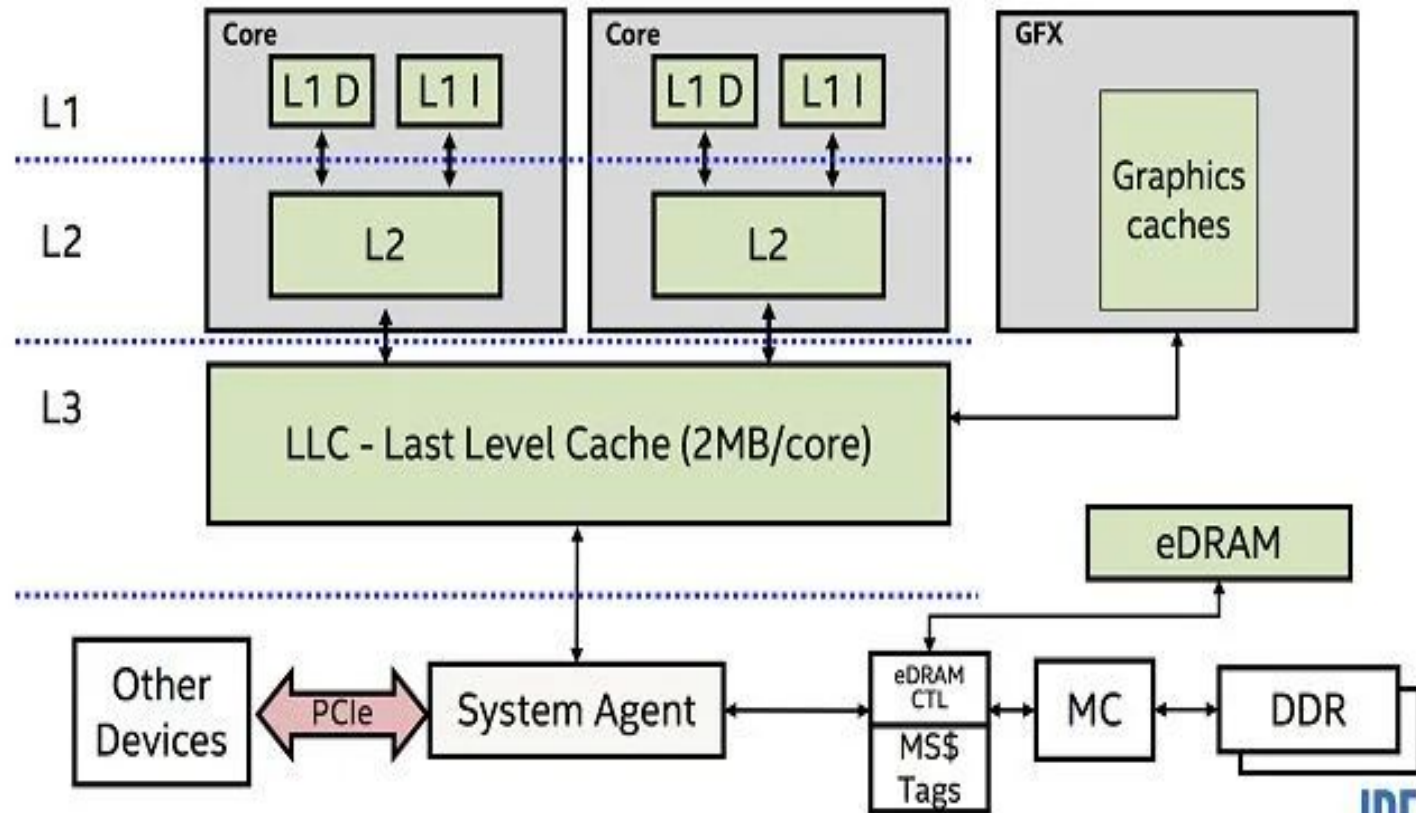 Core
Core
GFX
L1
L1 D
L1 I
L1 D
L1 I
Graphics
caches
L2
L2
L2
L3
LLC - Last Level Cache (2MB/core)
eDRAM
Other
Devices
PCIe
System Agent
eDRAM
CTL
MS$
Tags
MC
DDR